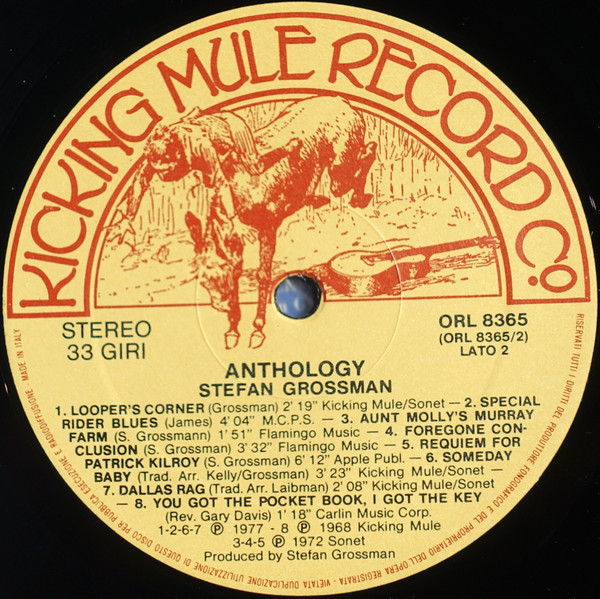 KICKING MULE RECORD CO.
STEREO
33 GIRI
ORL 8365
(ORL 8365/2)
LATO 2
ANTHOLOGY
STEFAN GROSSMAN
1. LOOPER'S CORNER (Grossman) 2' 19" Kicking Mule/Sonet – 2. SPECIAL
RIDER BLUES (James) 4' 04" M.C.P.S. – 3. AUNT MOLLY'S MURRAY
FARM (S. Grossmann) 1' 51" Flamingo Music – 4. FOREGONE CON-
CLUSION (S. Grossman) 3' 32" Flamingo Music – 5. REQUIEM FOR
PATRICK KILROY (S. Grossman) 6' 12" Apple Publ. – 6. SOMEDAY
BABY (Trad. Arr. Kelly/Grossman) 3' 23" Kicking Mule/Sonet –
7. DALLAS RAG (Trad. Arr. Laibman) 2' 08" Kicking Mule/Sonet –
– 8. YOU GOT THE POCKET BOOK, I GOT THE KEY
(Rev. Gary Davis) 1' 18" Carlin Music Corp.
1-2-6-7 ℗ 1977 - 8 ℗ 1968 Kicking Mule
3-4-5 ℗ 1972 Sonet
Produced by Stefan Grossman
RISERVATI TUTTI I DIRITTI DEL PRODUTTORE FONOGRAFICO E DEL PROPRIETARIO DELL'OPERA REGISTRATA - VIETATA DUPLICAZIONE UTILIZZAZIONE DI QUESTO DISCO PER PUBBLICA ESECUZIONE E RADIODIFFUSIONE. MADE IN ITALY